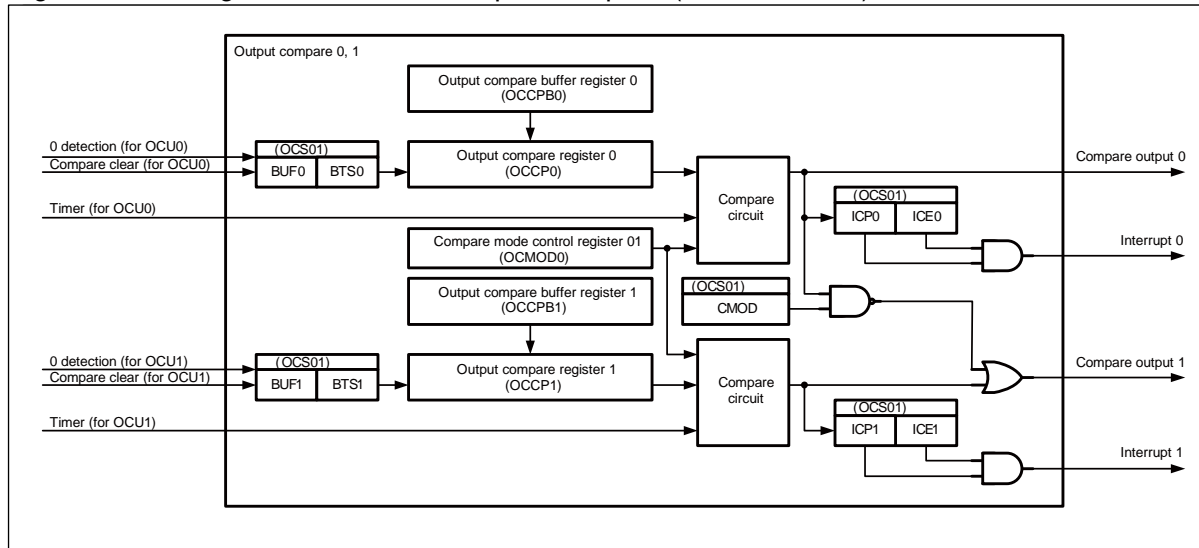 Output compare 0, 1
Output compare buffer register 0
(OCCPB0)
0 detection (for OCU0)
Compare clear (for OCU0)
(OCS01)
BUF0 BTS0
Output compare register 0
(OCCP0)
Compare output 0
Timer (for OCU0)
Compare
circuit
(OCS01)
ICP0 ICE0
Interrupt 0
Compare mode control register 01
(OCMOD0)
Output compare buffer register 1
(OCCPB1)
(OCS01)
CMOD
0 detection (for OCU1)
Compare clear (for OCU1)
(OCS01)
BUF1 BTS1
Output compare register 1
(OCCP1)
Compare output 1
Timer (for OCU1)
Compare
circuit
(OCS01)
ICP1 ICE1
Interrupt 1